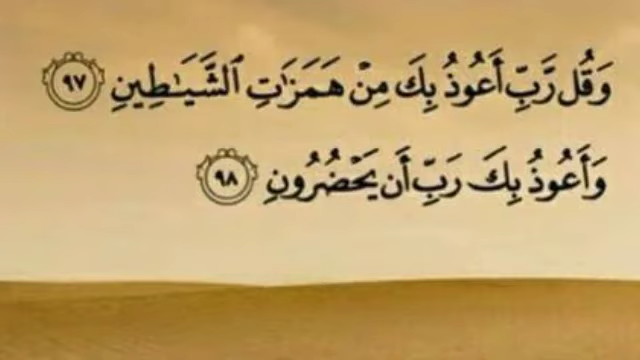 وَقُل رَّبِّ أَعُوذُ بِكَ مِنْ هَمَزَٰتِ ٱلشَّيَـٰطِينِ ٩٧
وَأَعُوذُ بِكَ رَبِّ أَن يَحْضُرُونِ ٩٨